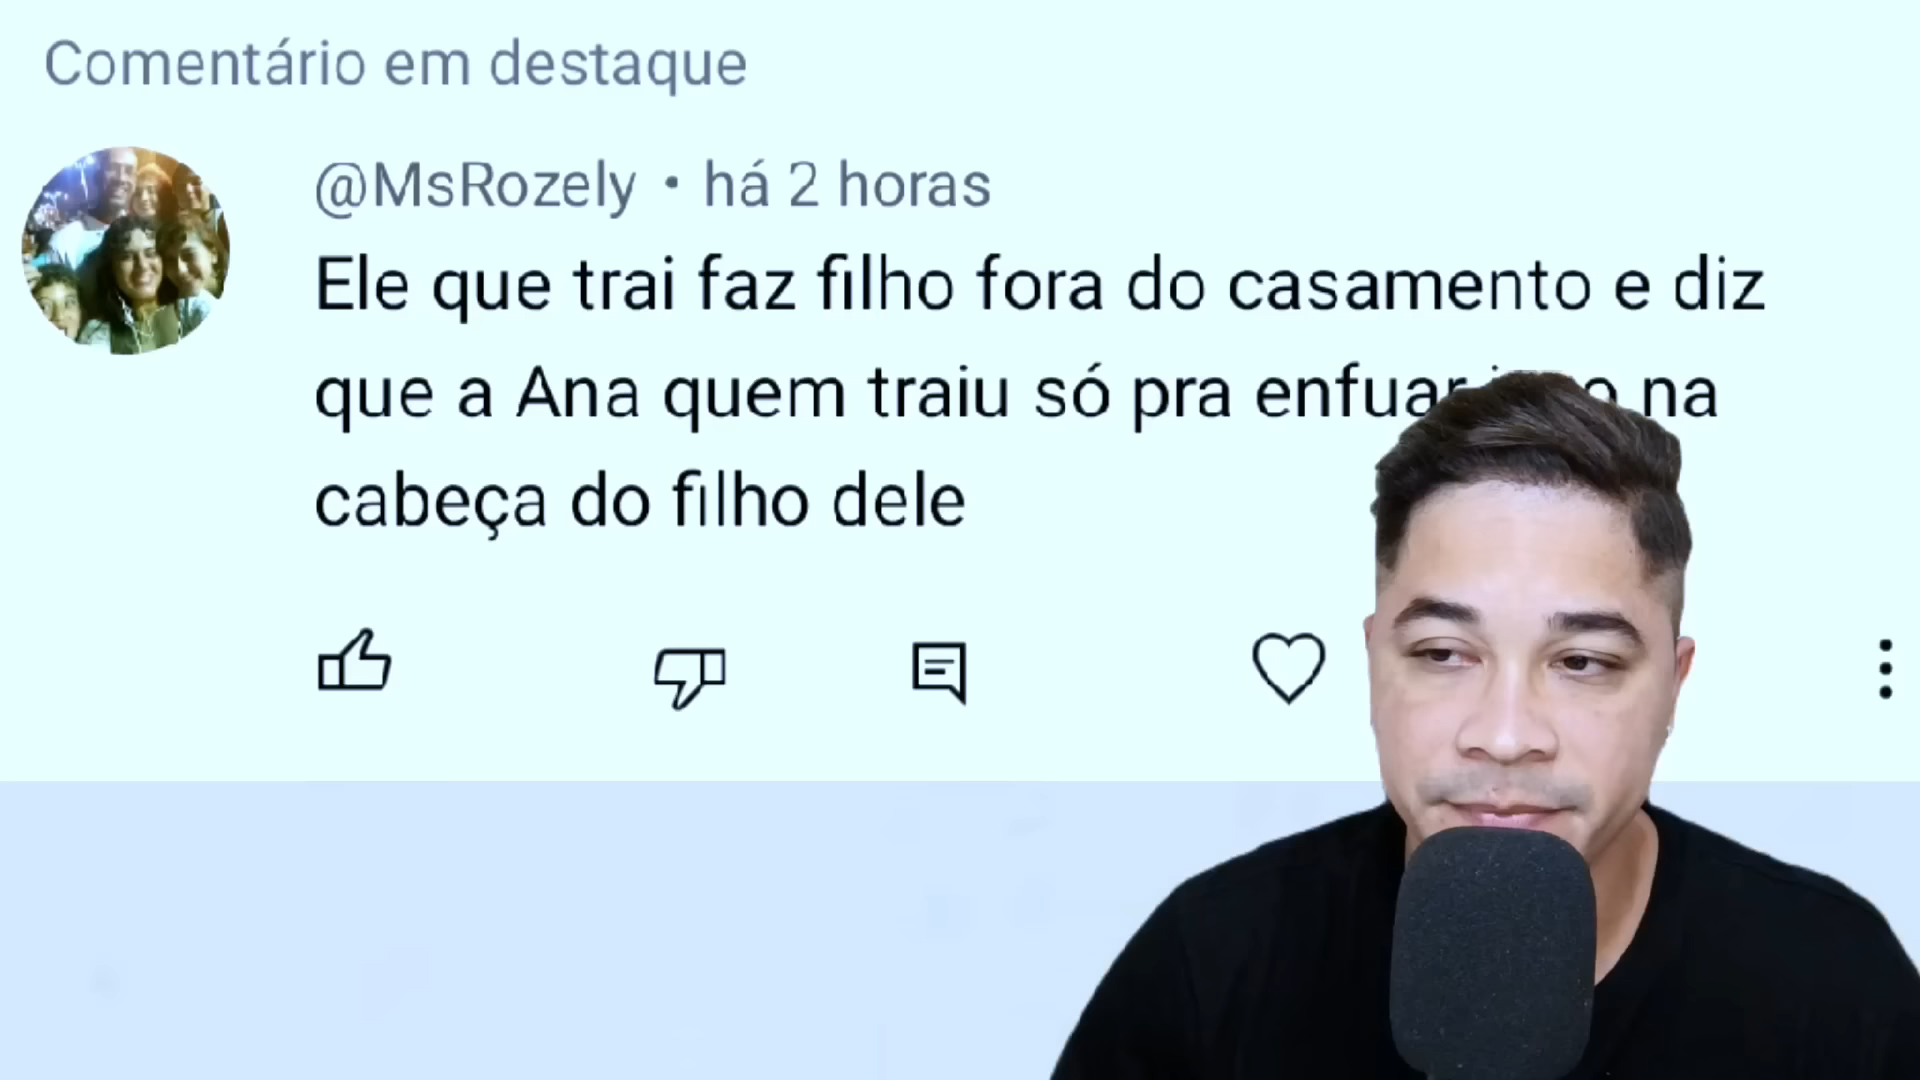 Comentário em destaque
@MsRozely • há 2 horas
Ele que trai faz filho fora do casamento e diz
que a Ana quem traiu só pra enfuar na
cabeça do filho dele